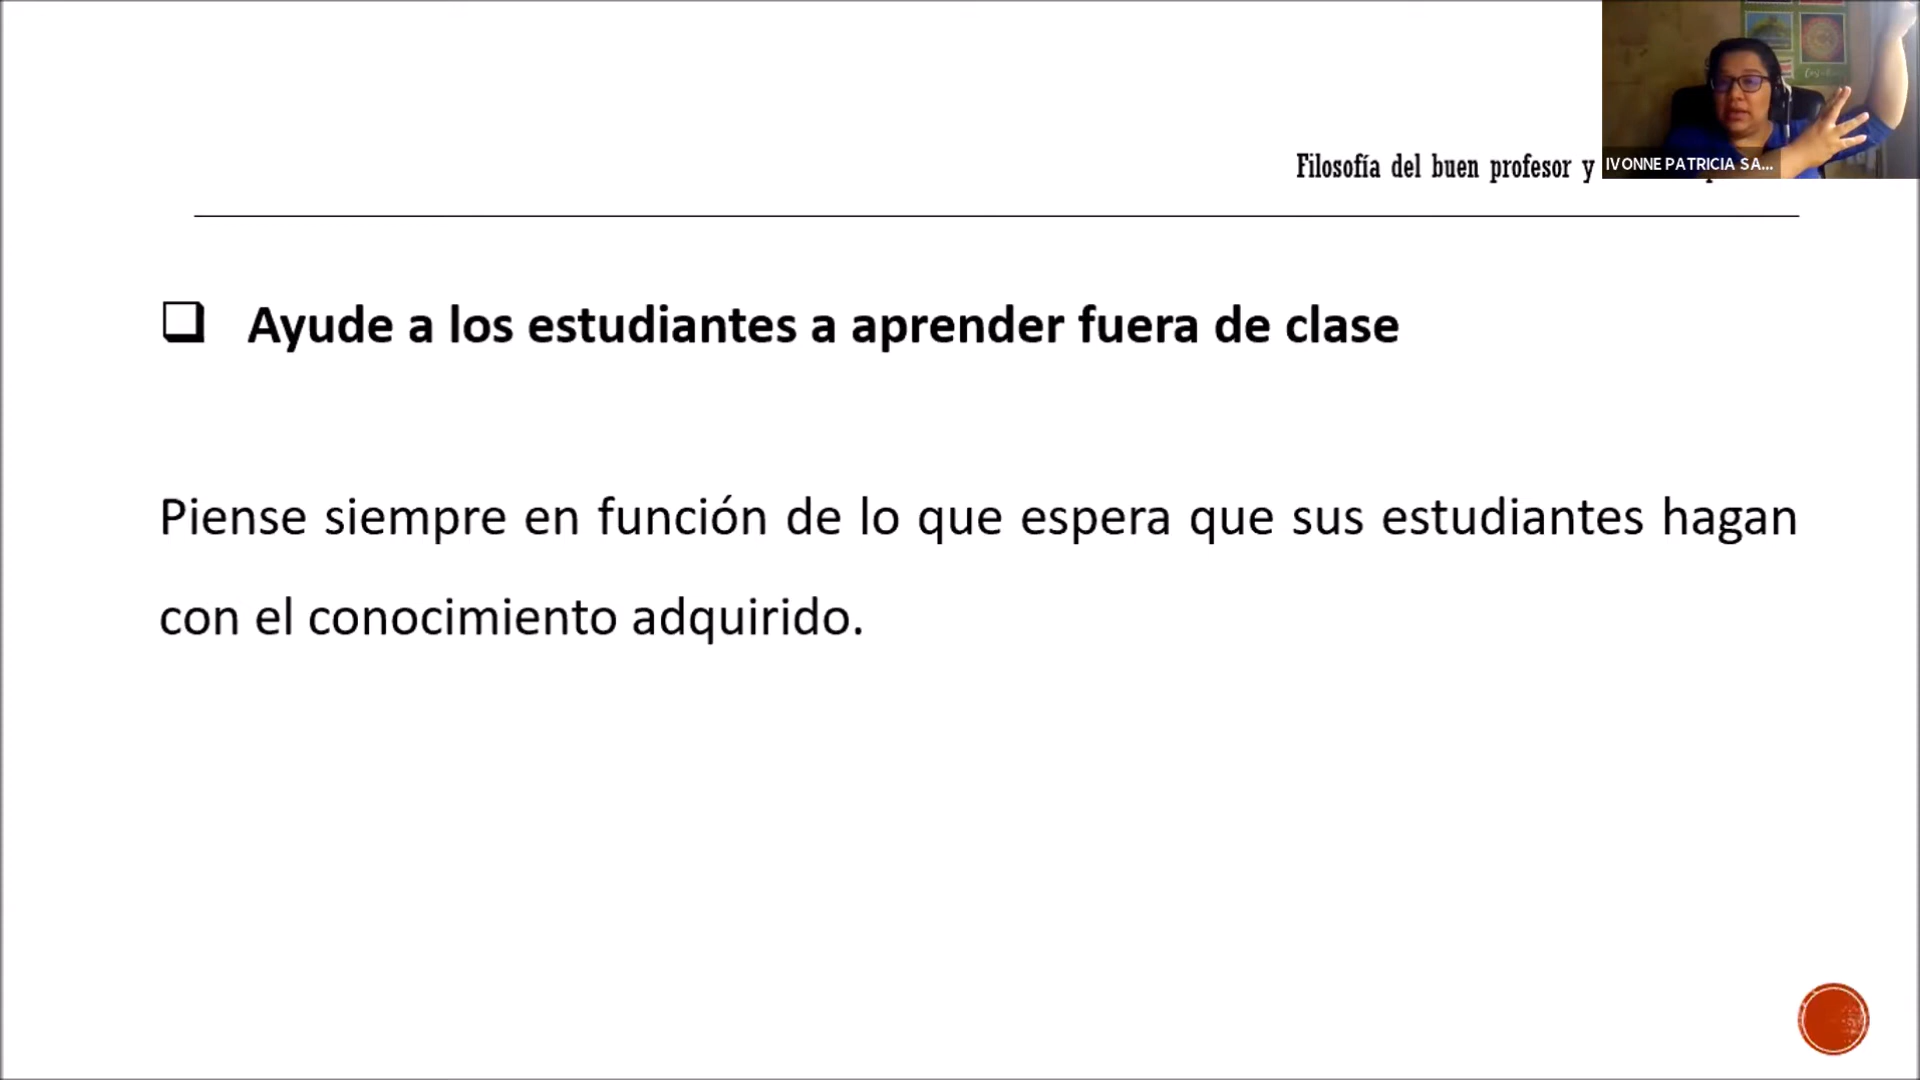 Filosofía del buen profesor y
IVONNE PATRICIA SA...
Ayude a los estudiantes a aprender fuera de clase
Piense siempre en función de lo que espera que sus estudiantes hagan
con el conocimiento adquirido.